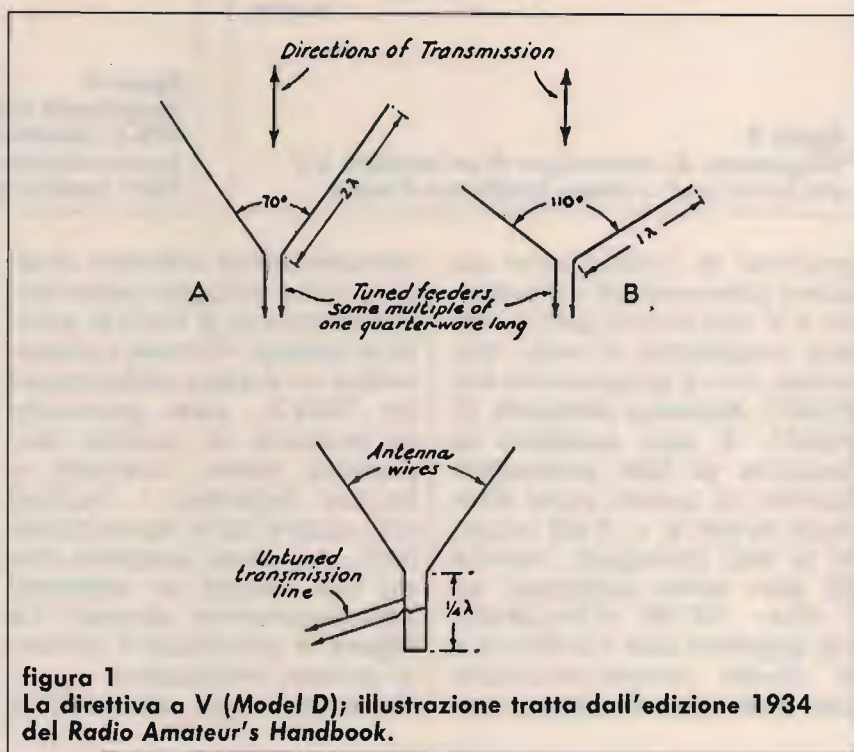 Directions of Transmission
70°
2λ
110°
1λ
A
Tuned feeders,
some multiple of
one quarter-wave long
B
Antenna
wires
Untuned
transmission
line
¼λ
figura 1
La direttiva a V (Model D); illustrazione tratta dall'edizione 1934
del Radio Amateur's Handbook.